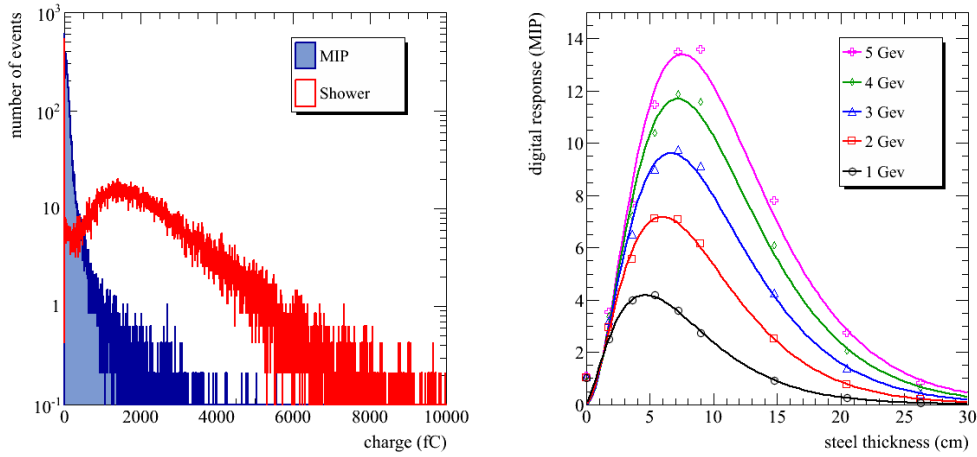 number of events
10³
10²
10
1
10⁻¹
0
2000
4000
6000
8000
10000
charge (fC)
MIP
Shower
digital response (MIP)
14
12
10
8
6
4
2
0
0
5
10
15
20
25
30
steel thickness (cm)
5 Gev
4 Gev
3 Gev
2 Gev
1 Gev